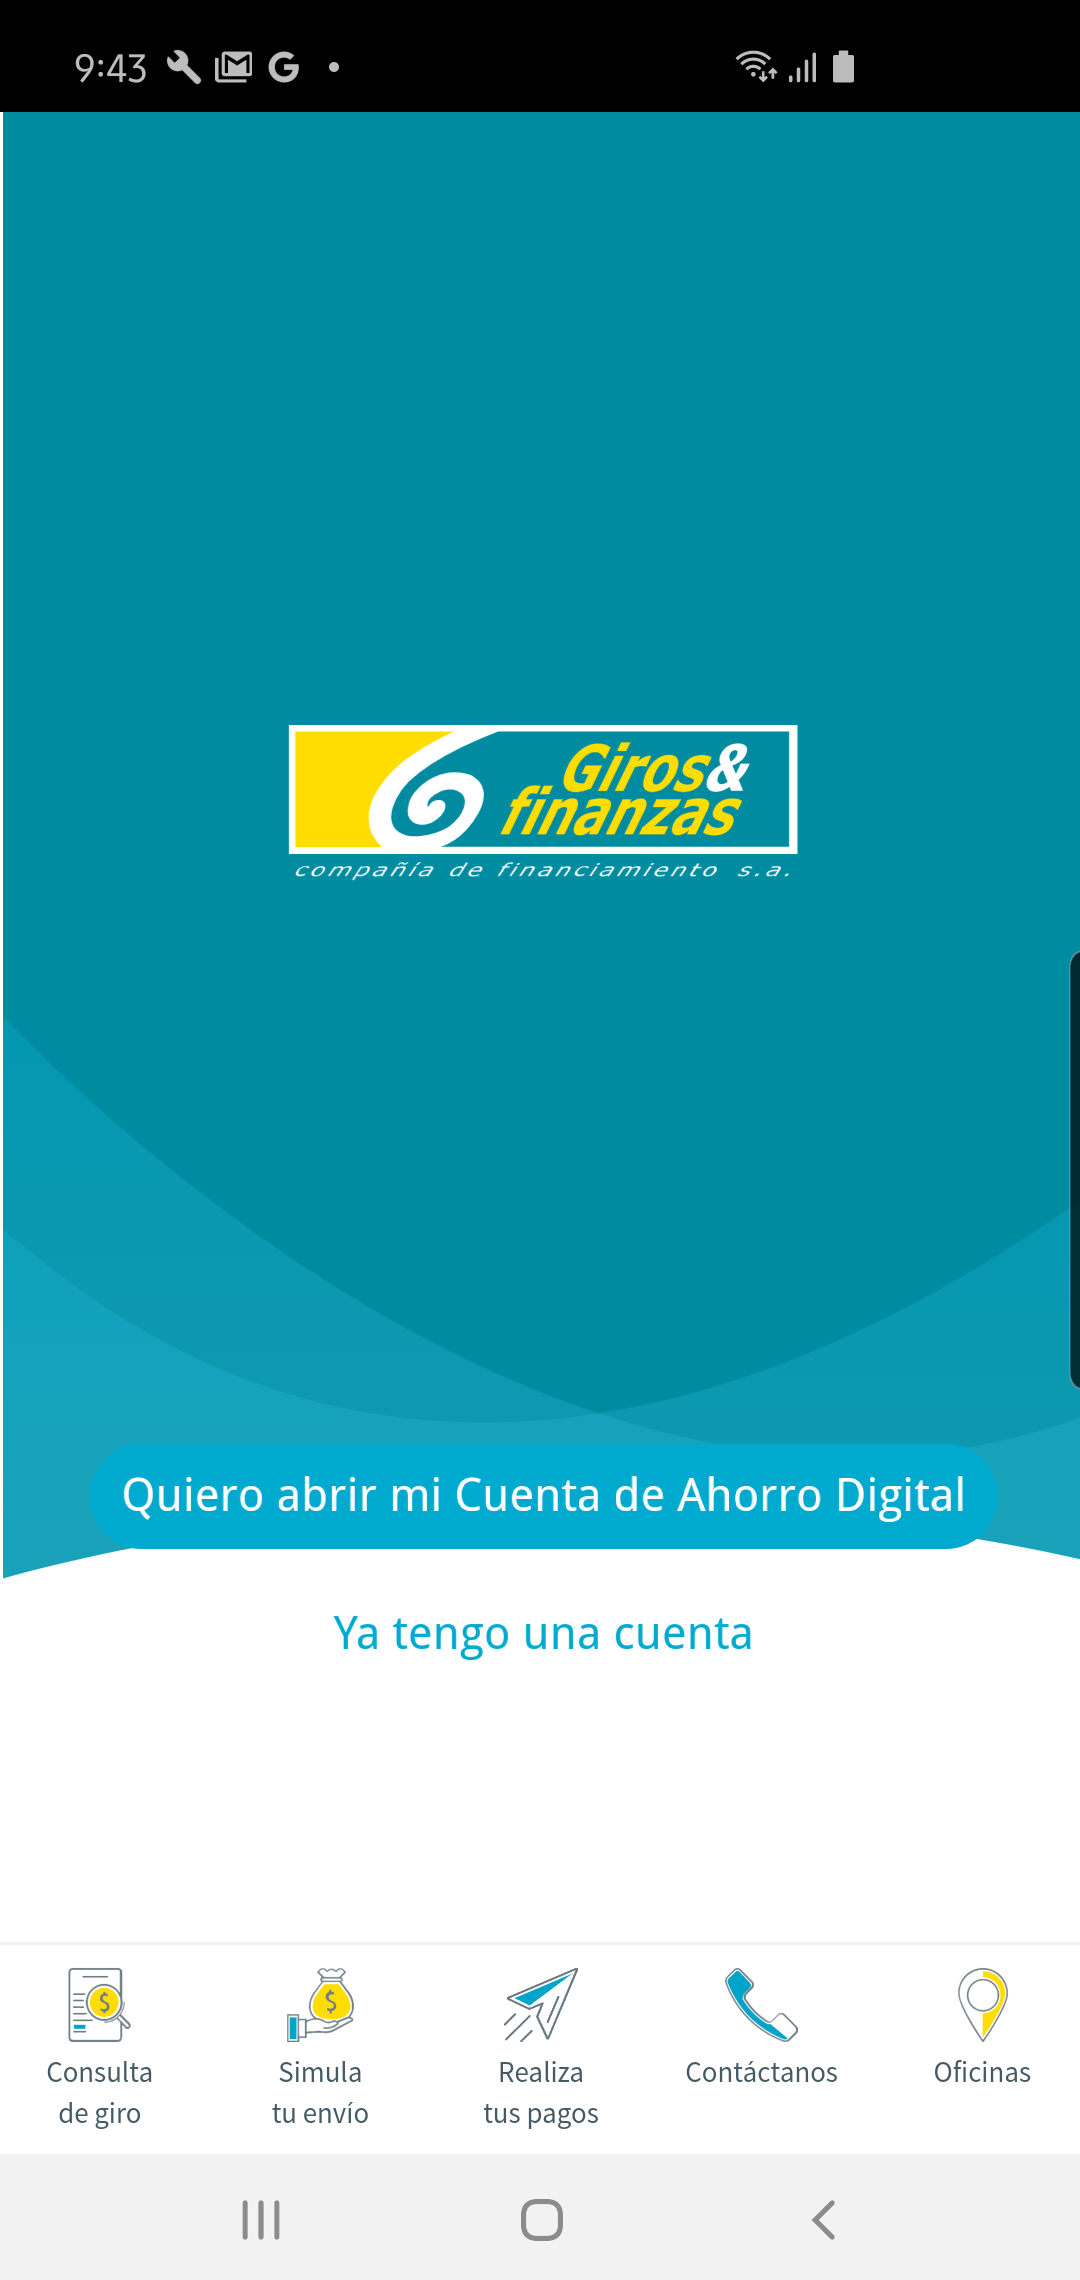 9:43
Giros&
finanzas
compañía de financiamiento s.a.
Quiero abrir mi Cuenta de Ahorro Digital
Ya tengo una cuenta
Consulta
de giro
Simula
tu envío
Realiza
tus pagos
Contáctanos
Oficinas